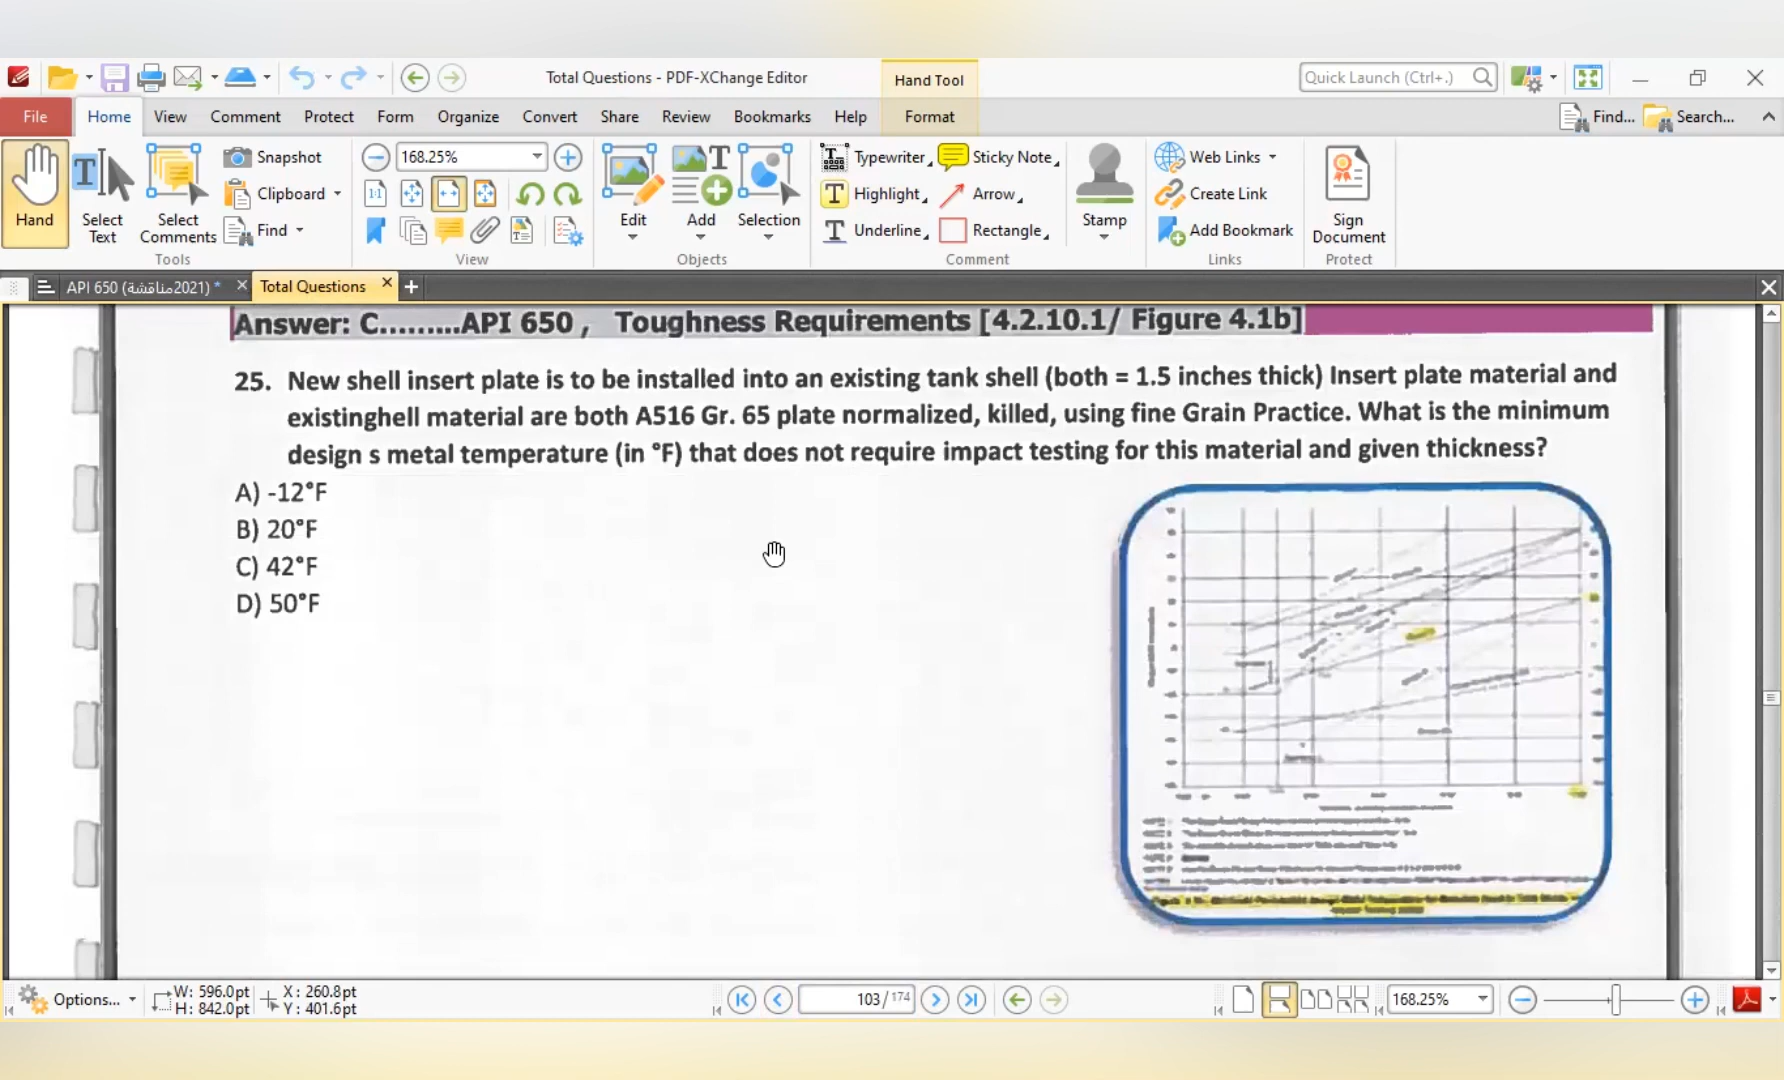 Total Questions - PDF-XChange Editor
Hand Tool
Quick Launch (Ctrl+.)
File
Home
View
Comment
Protect
Form
Organize
Convert
Share
Review
Bookmarks
Help
Format
Find...
Search...
Hand
Select Text
Select Comments
Snapshot
Clipboard
Find
Tools
168.25%
1:1
View
Edit
Add
Selection
Objects
Typewriter
Sticky Note
Highlight
Arrow
Underline
Rectangle
Comment
Stamp
Web Links
Create Link
Add Bookmark
Links
Sign Document
Protect
API 650 (مناقشة2021) *
Total Questions
Answer: C.........API 650 , Toughness Requirements [4.2.10.1/ Figure 4.1b]
25. New shell insert plate is to be installed into an existing tank shell (both = 1.5 inches thick) Insert plate material and
existinghell material are both A516 Gr. 65 plate normalized, killed, using fine Grain Practice. What is the minimum
design s metal temperature (in °F) that does not require impact testing for this material and given thickness?
A) -12°F
B) 20°F
C) 42°F
D) 50°F
Options...
W: 596.0pt
H: 842.0pt
X: 260.8pt
Y: 401.6pt
103 / 174
168.25%